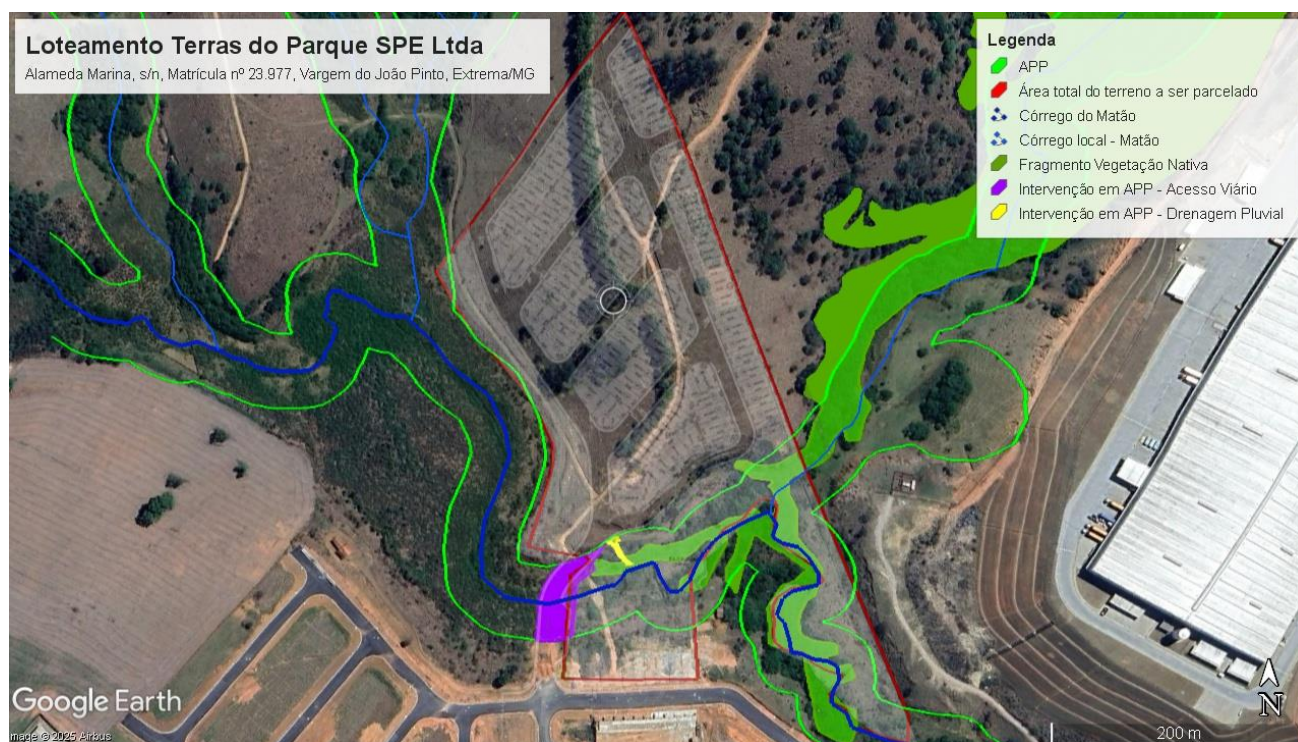 Loteamento Terras do Parque SPE Ltda
Alameda Marina, s/n, Matrícula nº 23.977, Vargem do João Pinto, Extrema/MG
Legenda
APP
Área total do terreno a ser parcelado
Córrego do Matão
Córrego local - Matão
Fragmento Vegetação Nativa
Intervenção em APP - Acesso Viário
Intervenção em APP - Drenagem Pluvial
Google Earth
Image © 2025 Airbus
N
200 m